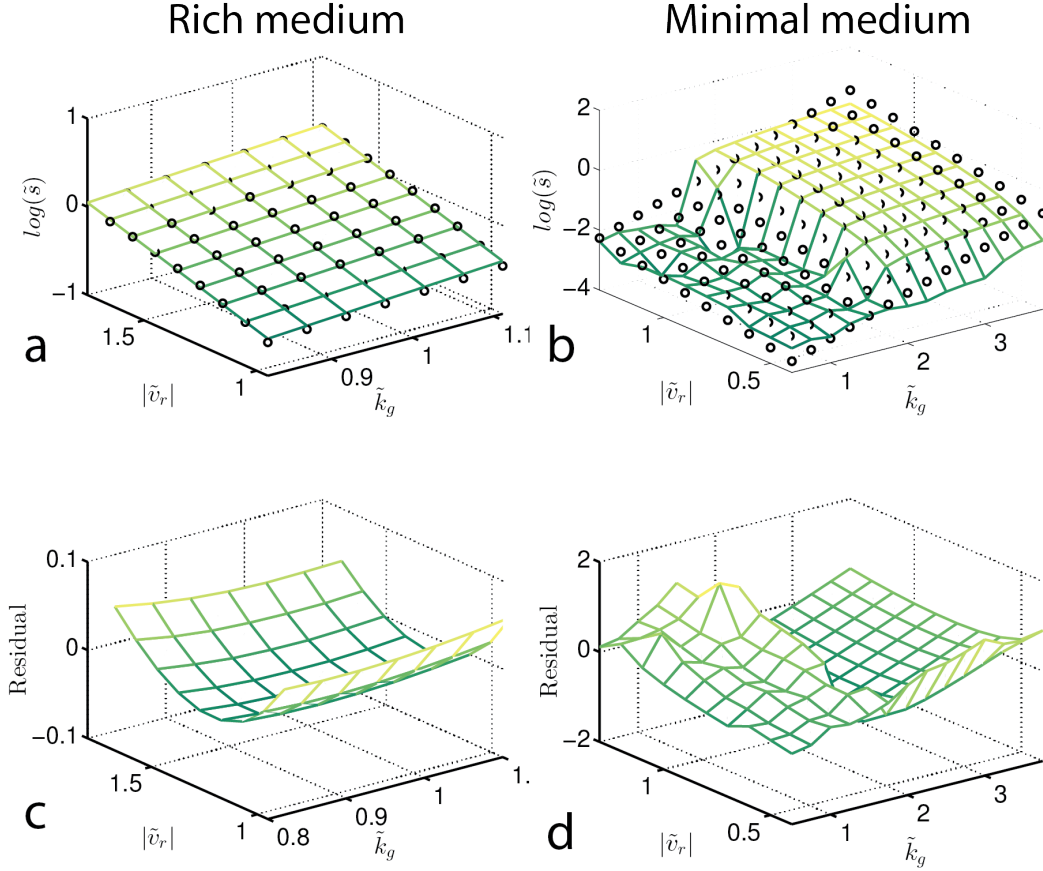 Rich medium
Minimal medium
1
0
−1
log(s̃)
1.5
1
|ṽᵣ|
0.9
1
1.1
k̃g
a
2
0
−2
−4
log(s̃)
1
0.5
|ṽᵣ|
1
2
3
k̃g
b
0.1
0
−0.1
Residual
1.5
1
|ṽᵣ|
0.8
0.9
1
1.
k̃g
c
2
0
−2
Residual
1
0.5
|ṽᵣ|
1
2
3
k̃g
d